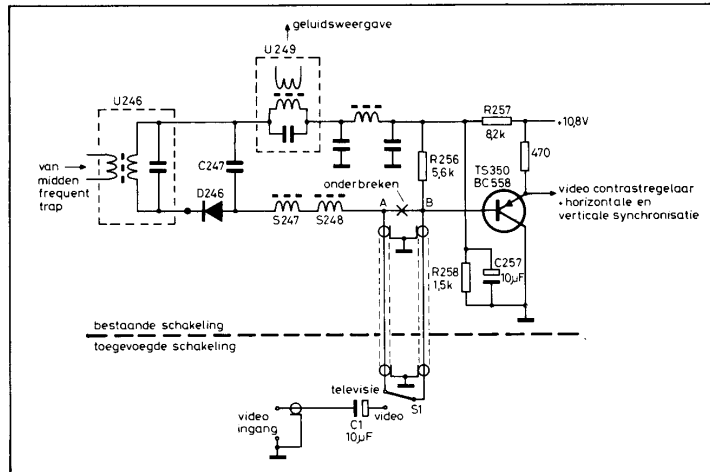 geluidsweergave
U249
U246
van
midden
frequent
trap
C247
D246
S247
S248
onderbreken
A
B
R256
5,6k
R257
8,2k
+10,8V
470
TS350
BC558
video contrastregelaar
+ horizontale en
verticale synchronisatie
R258
1,5k
C257
10µF
bestaande schakeling
toegevoegde schakeling
televisie
S1
video
ingang
C1
10µF
video